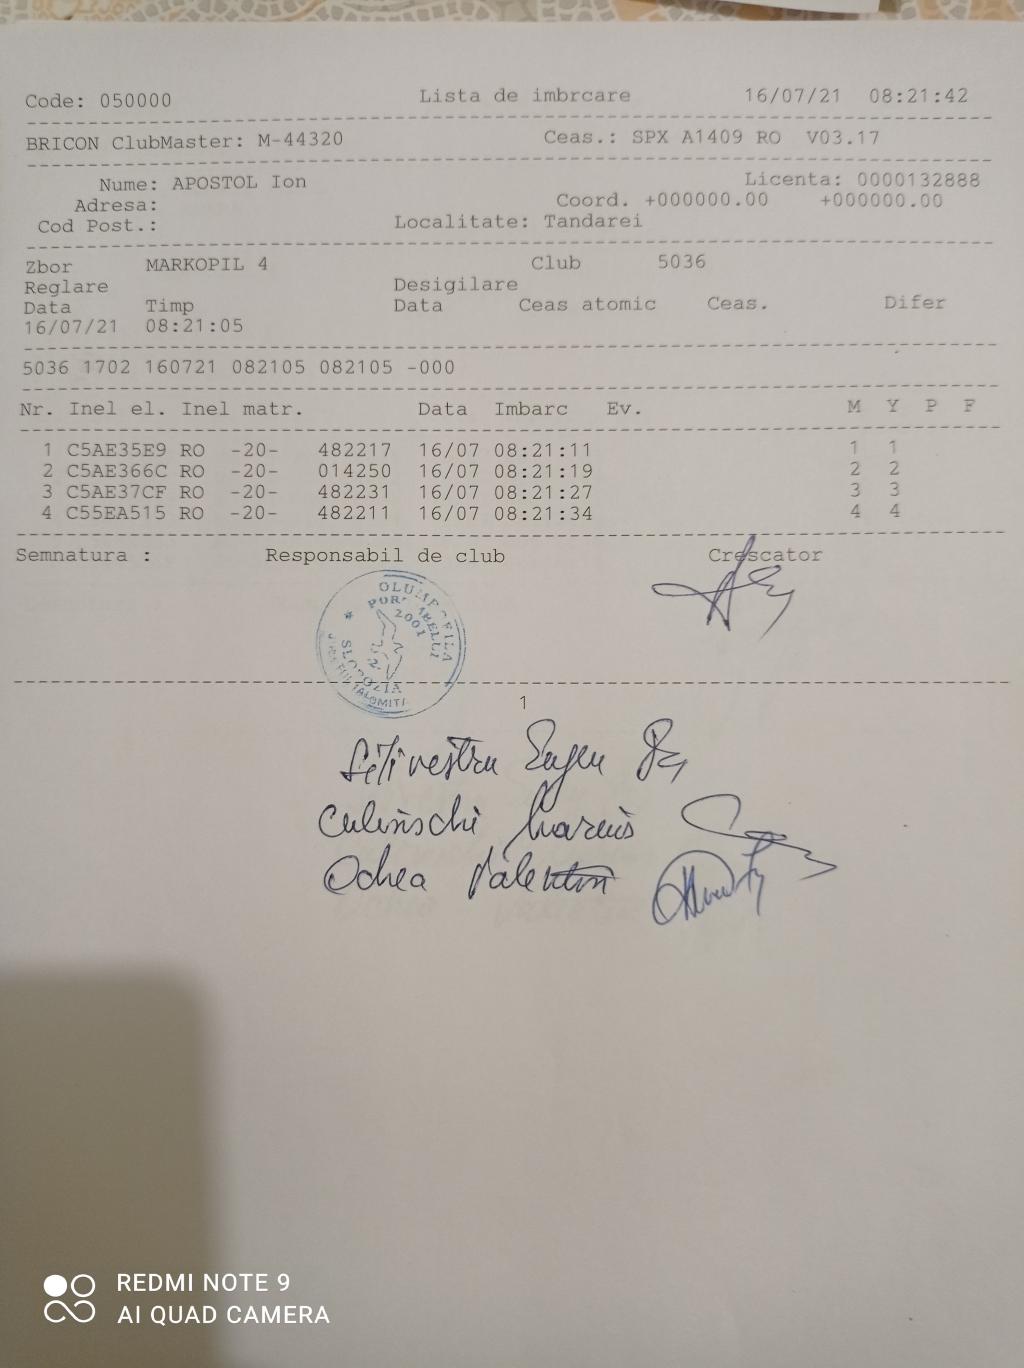 Code: 050000 Lista de imbrcare 16/07/21 08:21:42
BRICON ClubMaster: M-44320 Ceas.: SPX A1409 RO V03.17
Nume: APOSTOL Ion Licenta: 0000132888
Adresa: Coord. +000000.00 +000000.00
Cod Post.: Localitate: Tandarei
Zbor MARKOPIL 4 Club 5036
Reglare Desigilare
Data Timp Data Ceas atomic Ceas. Difer
16/07/21 08:21:05
5036 1702 160721 082105 082105 -000
Nr. Inel el. Inel matr. Data Imbarc Ev. M Y P F
1 C5AE35E9 RO -20- 482217 16/07 08:21:11 1 1
2 C5AE366C RO -20- 014250 16/07 08:21:19 2 2
3 C5AE37CF RO -20- 482231 16/07 08:21:27 3 3
4 C55EA515 RO -20- 482211 16/07 08:21:34 4 4
Semnatura : Responsabil de club Crescator
2001
SLOBOZIA
1
Silivestru Eugen
Marcus
Ochea Valentin
REDMI NOTE 9
AI QUAD CAMERA